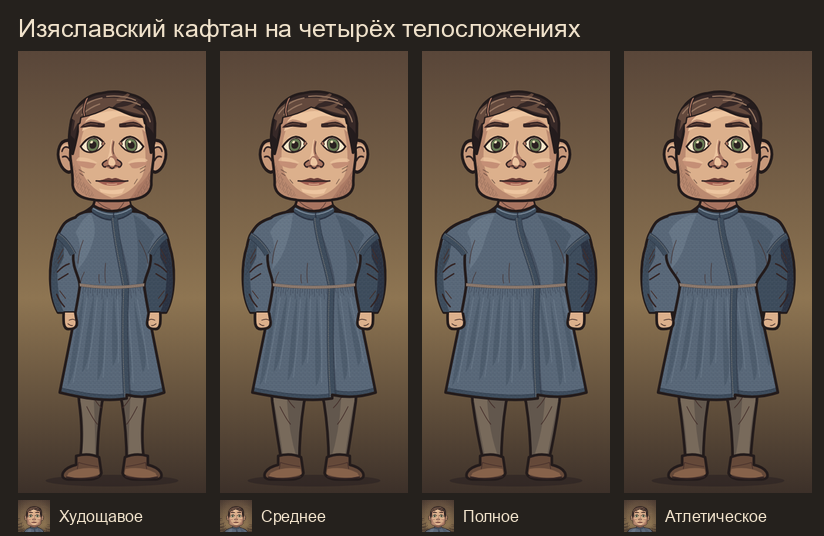 Изяславский кафтан на четырёх телосложениях
Худощавое
Среднее
Полное
Атлетическое